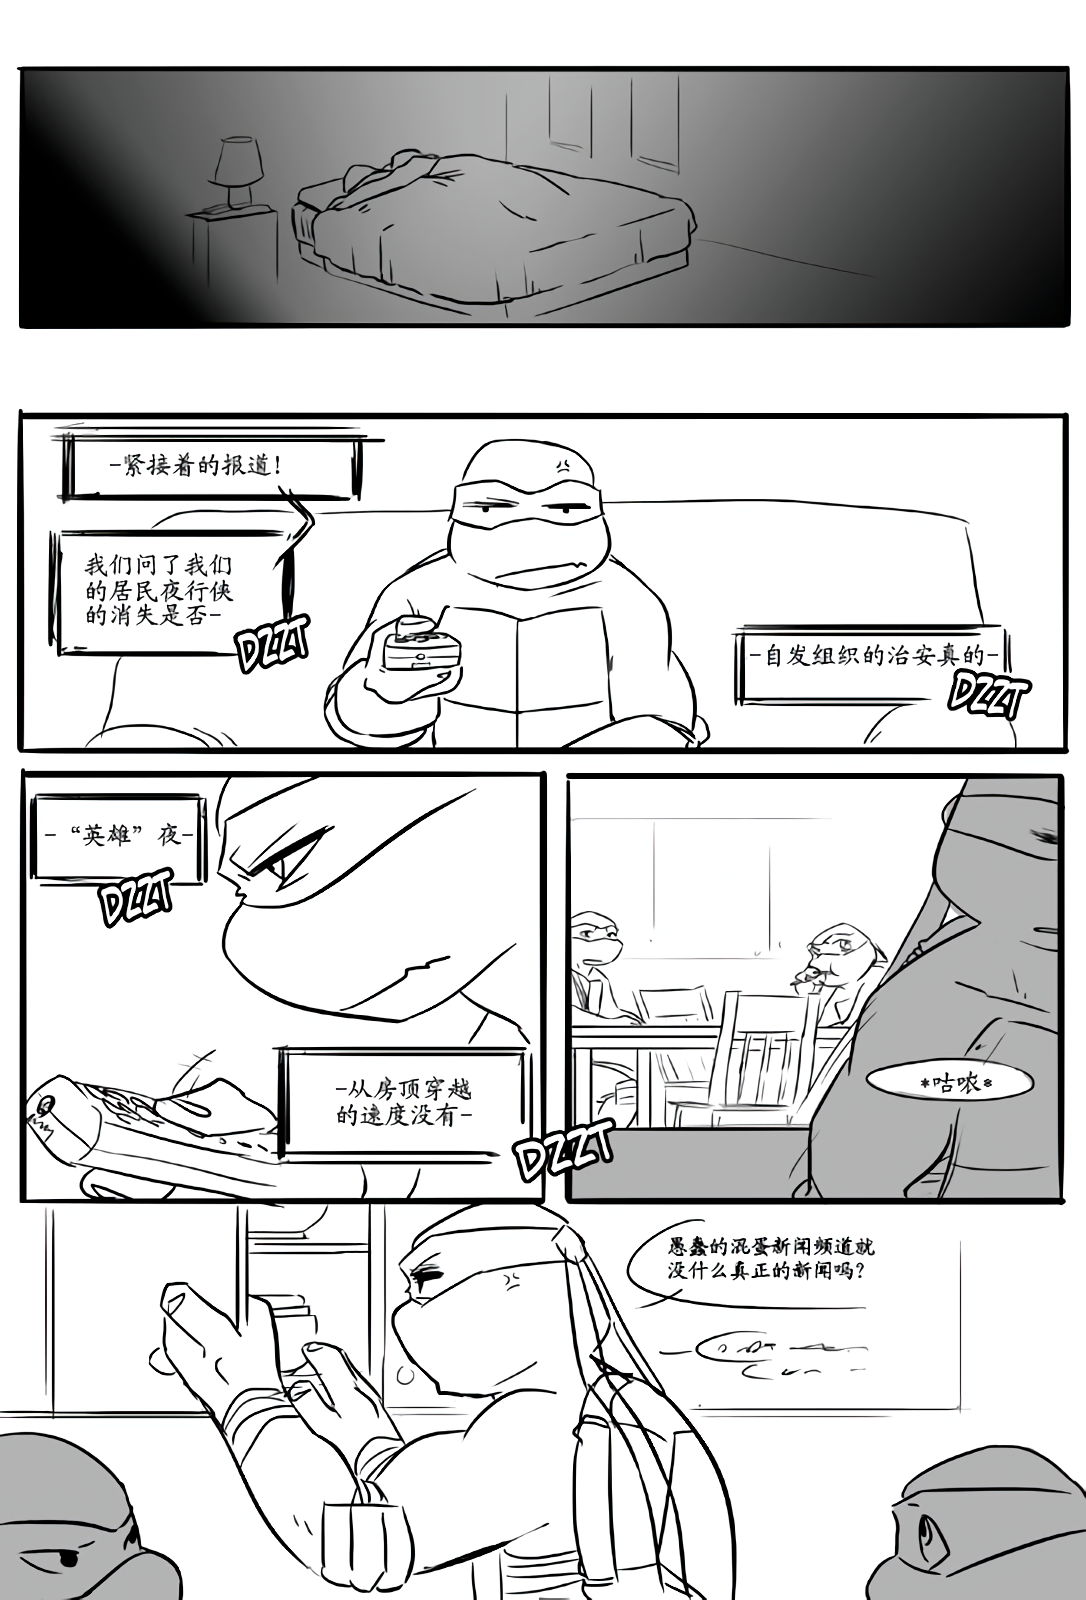 -紧接着的报道!
我们问了我们
的居民夜行侠
的消失是否-
DZZT
-自发组织的治安真的-
DZZT
-“英雄”夜-
DZZT
-从房顶穿越
的速度没有-
DZZT
*咕哝*
愚蠢的混蛋新闻频道就
没什么真正的新闻吗?